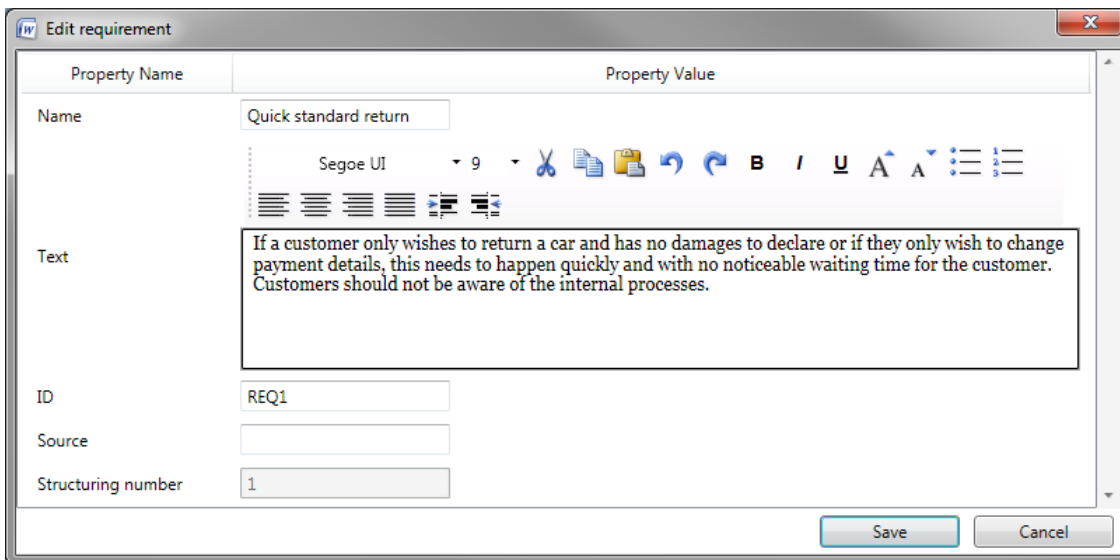 Edit requirement
Property Name Property Value
Name Quick standard return
Segoe UI 9 B I U A A
Text
If a customer only wishes to return a car and has no damages to declare or if they only wish to change
payment details, this needs to happen quickly and with no noticeable waiting time for the customer.
Customers should not be aware of the internal processes.
ID REQ1
Source
Structuring number 1
Save Cancel